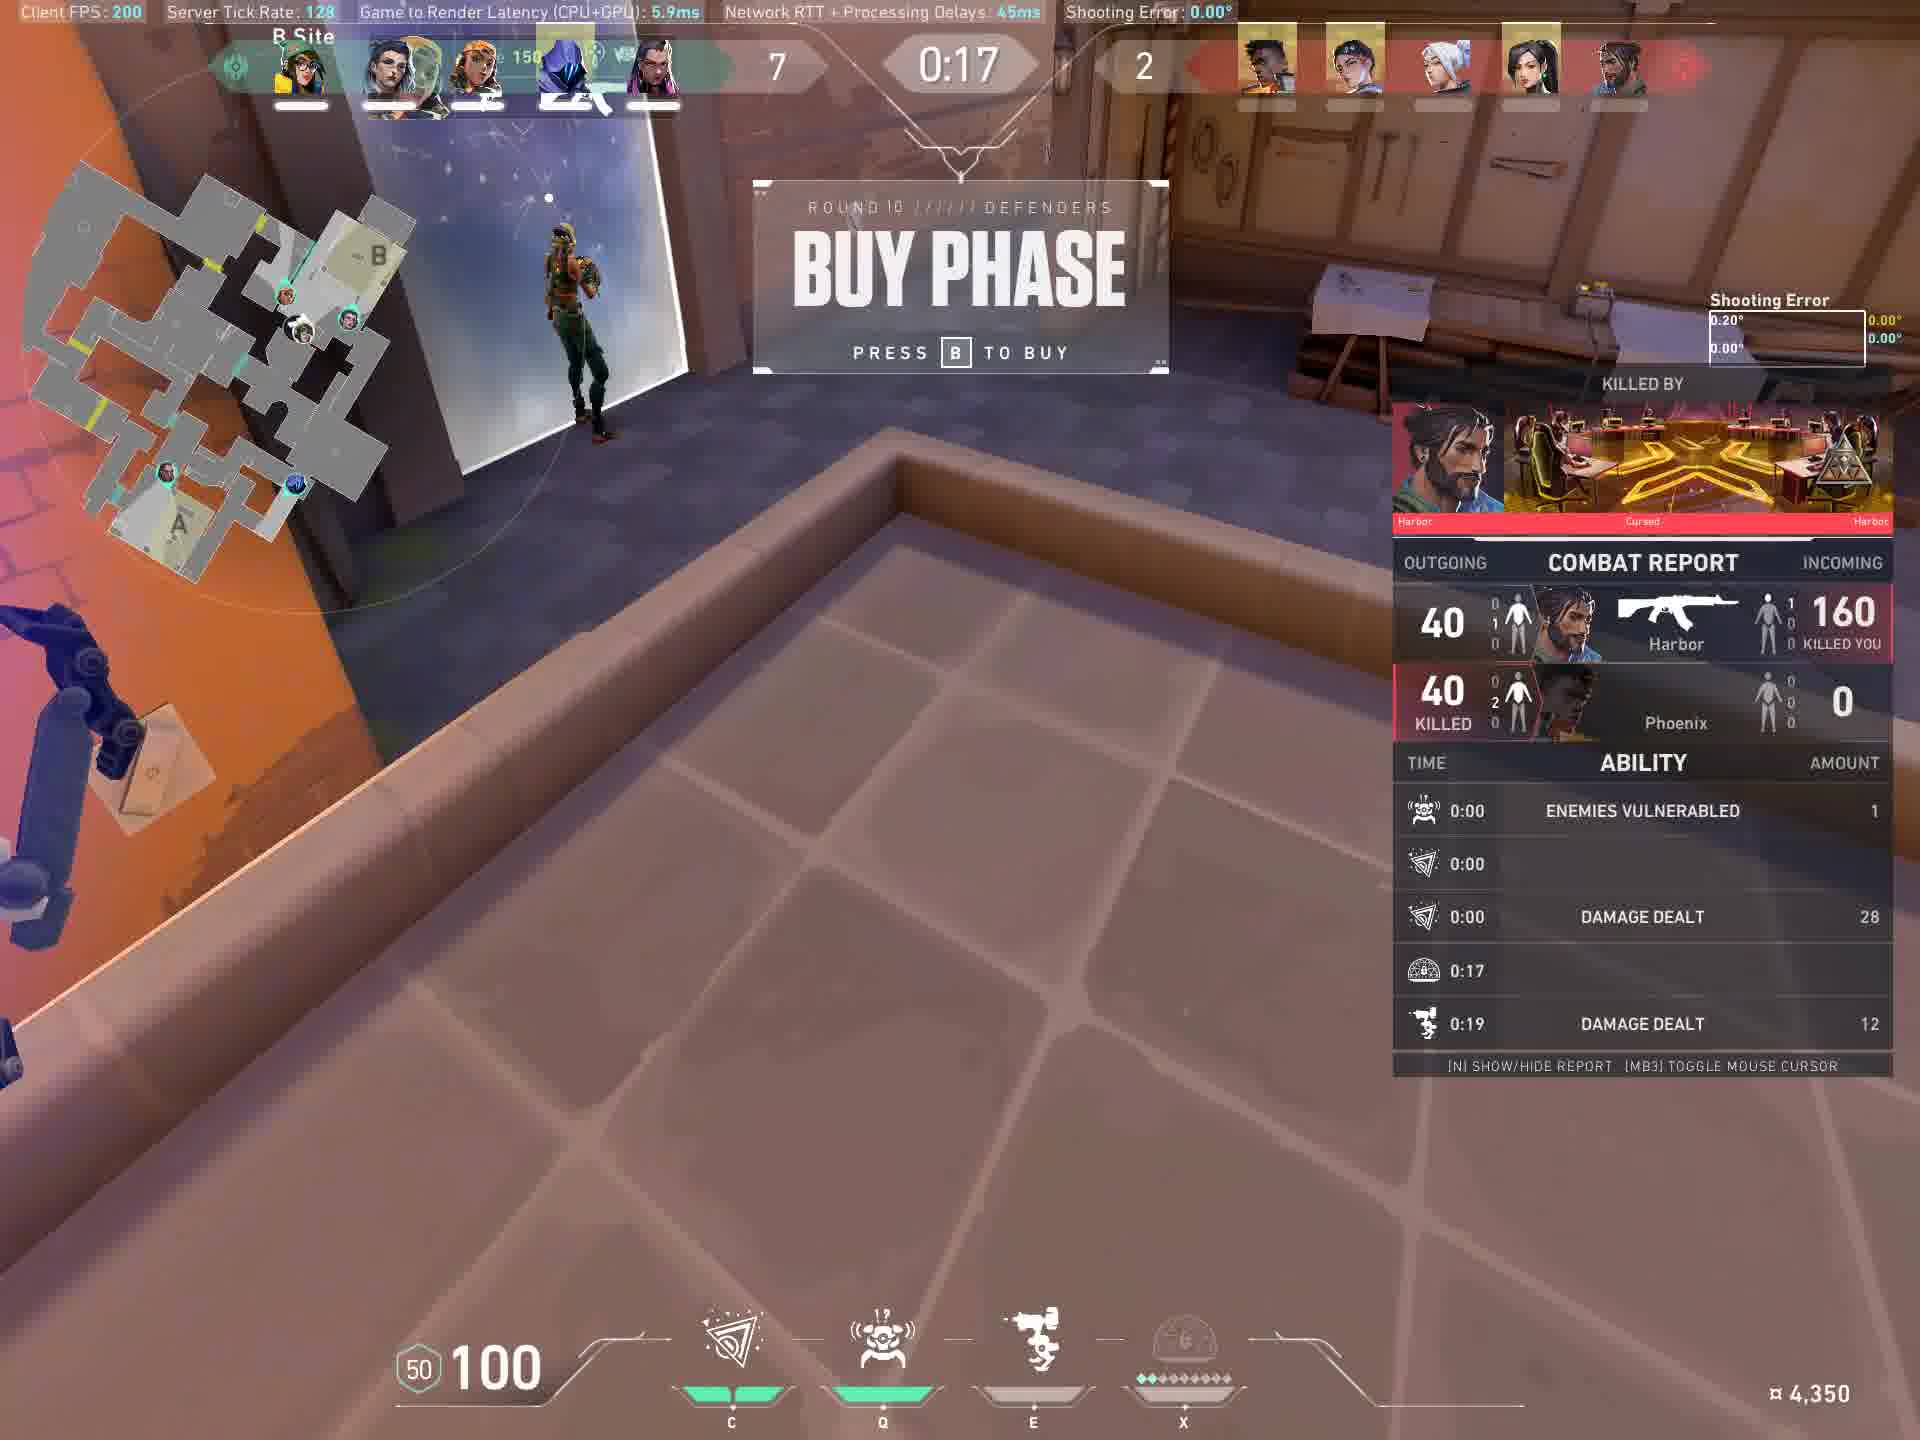 Client FPS: 200 Server Tick Rate: 128 Game to Render Latency (CPU+GPU): 5.9ms Network RTT + Processing Delays: 45ms Shooting Error: 0.00°
B Site
150
7 0:17 2
ROUND 10 ////// DEFENDERS
BUY PHASE
PRESS B TO BUY
B
A
Shooting Error
0.20° 0.00°
0.00° 0.00°
KILLED BY
Harbor Cursed Harbor
OUTGOING COMBAT REPORT INCOMING
40 0 1 0 Harbor 1 0 0 160 KILLED YOU
40 KILLED 0 2 0 Phoenix 0 0 0 0
TIME ABILITY AMOUNT
0:00 ENEMIES VULNERABLED 1
0:00
0:00 DAMAGE DEALT 28
0:17
0:19 DAMAGE DEALT 12
[N] SHOW/HIDE REPORT [MB3] TOGGLE MOUSE CURSOR
50 100
C Q E X
¤ 4,350